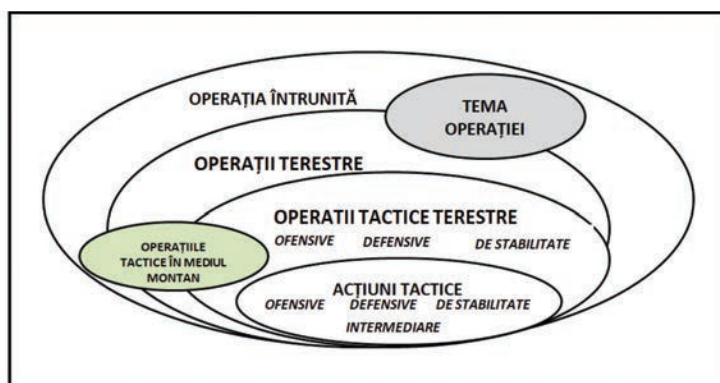 OPERAȚIA ÎNTRUNITĂ
TEMA
OPERAȚIEI
OPERAȚII TERESTRE
OPERATII TACTICE TERESTRE
OFENSIVE DEFENSIVE DE STABILITATE
OPERAȚIILE
TACTICE ÎN MEDIUL
MONTAN
ACȚIUNI TACTICE
OFENSIVE DEFENSIVE DE STABILITATE
INTERMEDIARE